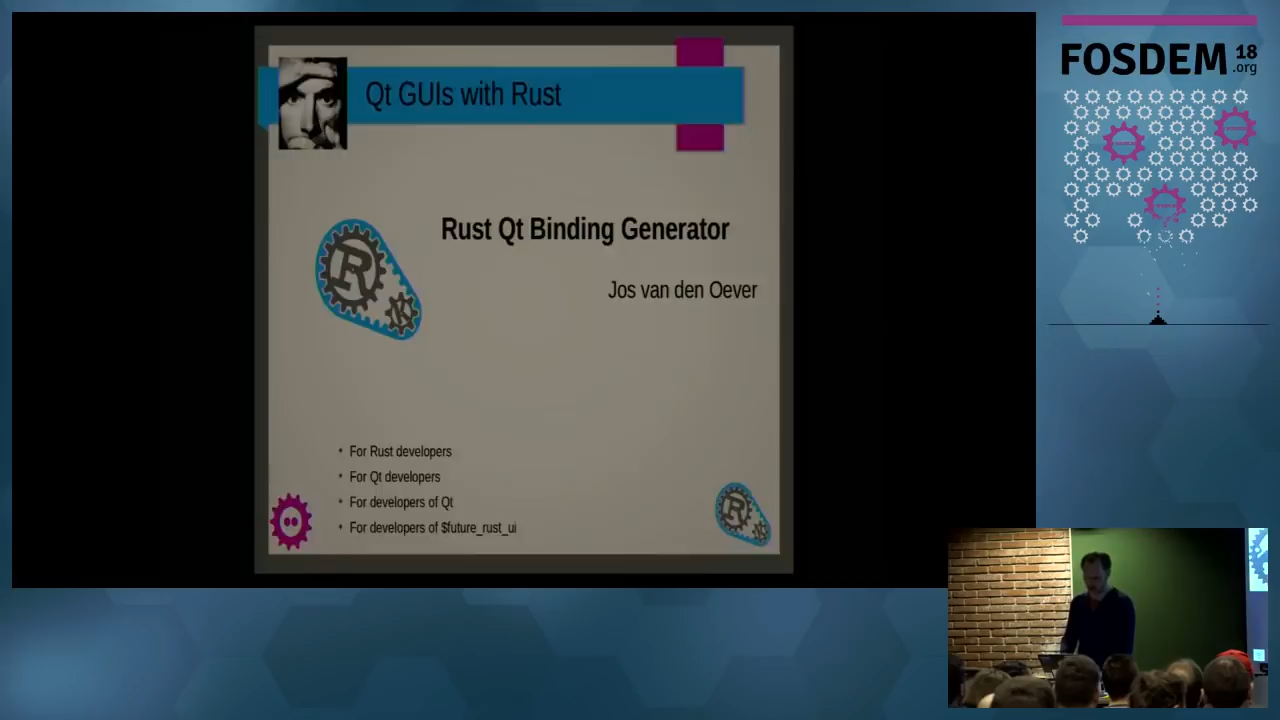 Qt GUIs with Rust
Rust Qt Binding Generator
Jos van den Oever
• For Rust developers
• For Qt developers
• For developers of Qt
• For developers of $future_rust_ui
R
K
R
FOSDEM 18
.org